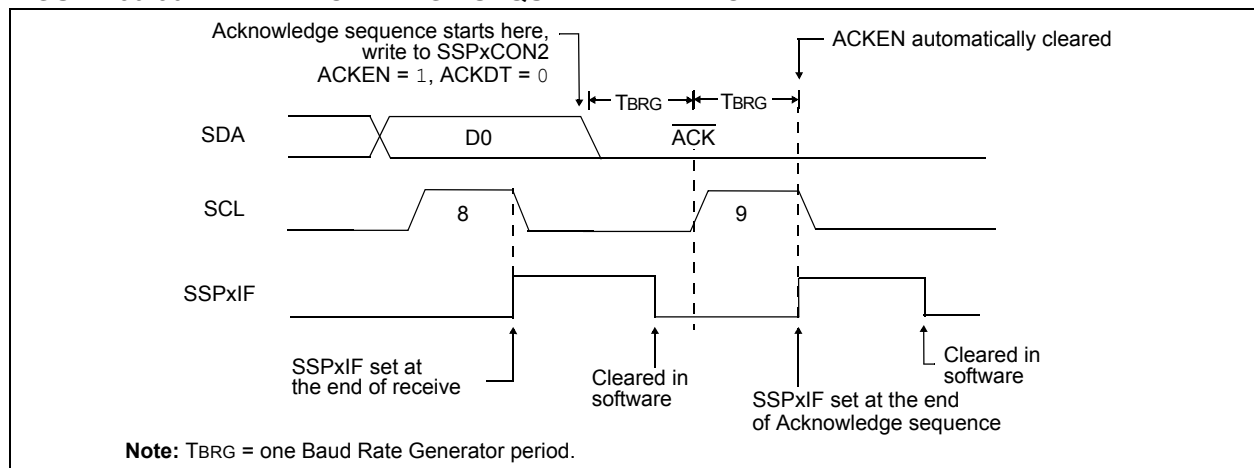 Acknowledge sequence starts here,
write to SSPxCON2
ACKEN = 1, ACKDT = 0
ACKEN automatically cleared
TBRG
TBRG
SDA
D0
ACK
SCL
8
9
SSPxIF
SSPxIF set at
the end of receive
Cleared in
software
SSPxIF set at the end
of Acknowledge sequence
Cleared in
software
Note: TBRG = one Baud Rate Generator period.